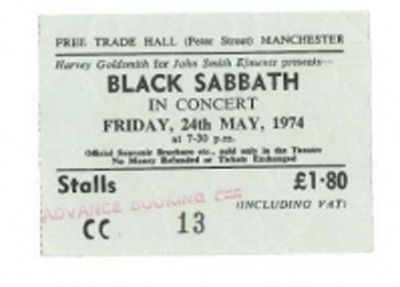 FREE TRADE HALL (Peter Street) MANCHESTER
Harvey Goldsmith for John Smith presents—
BLACK SABBATH
IN CONCERT
FRIDAY, 24th MAY, 1974
at 7-30 p.m.
Official Souvenir Brochure etc., sold only in the Theatre
No Money Refunded or Tickets Exchanged
Stalls £1·80
ADVANCE BOOKING FEE
(INCLUDING VAT)
CC 13